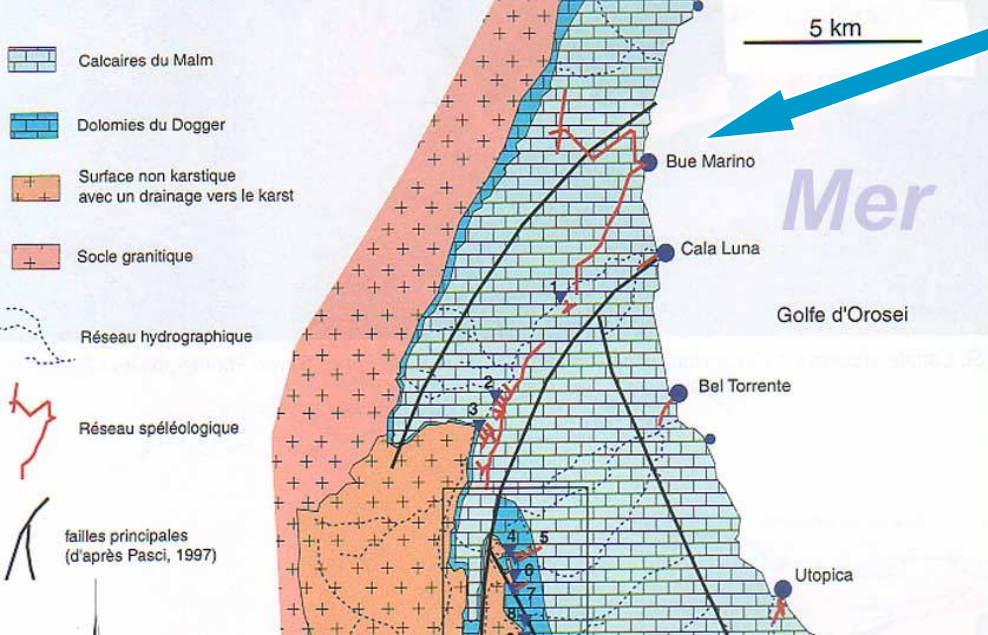 5 km
Calcaires du Malm
Dolomies du Dogger
Surface non karstique
avec un drainage vers le karst
Socle granitique
Réseau hydrographique
Réseau spéléologique
failles principales
(d'après Pasci, 1997)
Bue Marino
Mer
Cala Luna
1
Golfe d'Orosei
Bel Torrente
2
3
4
5
6
7
8
Utopica